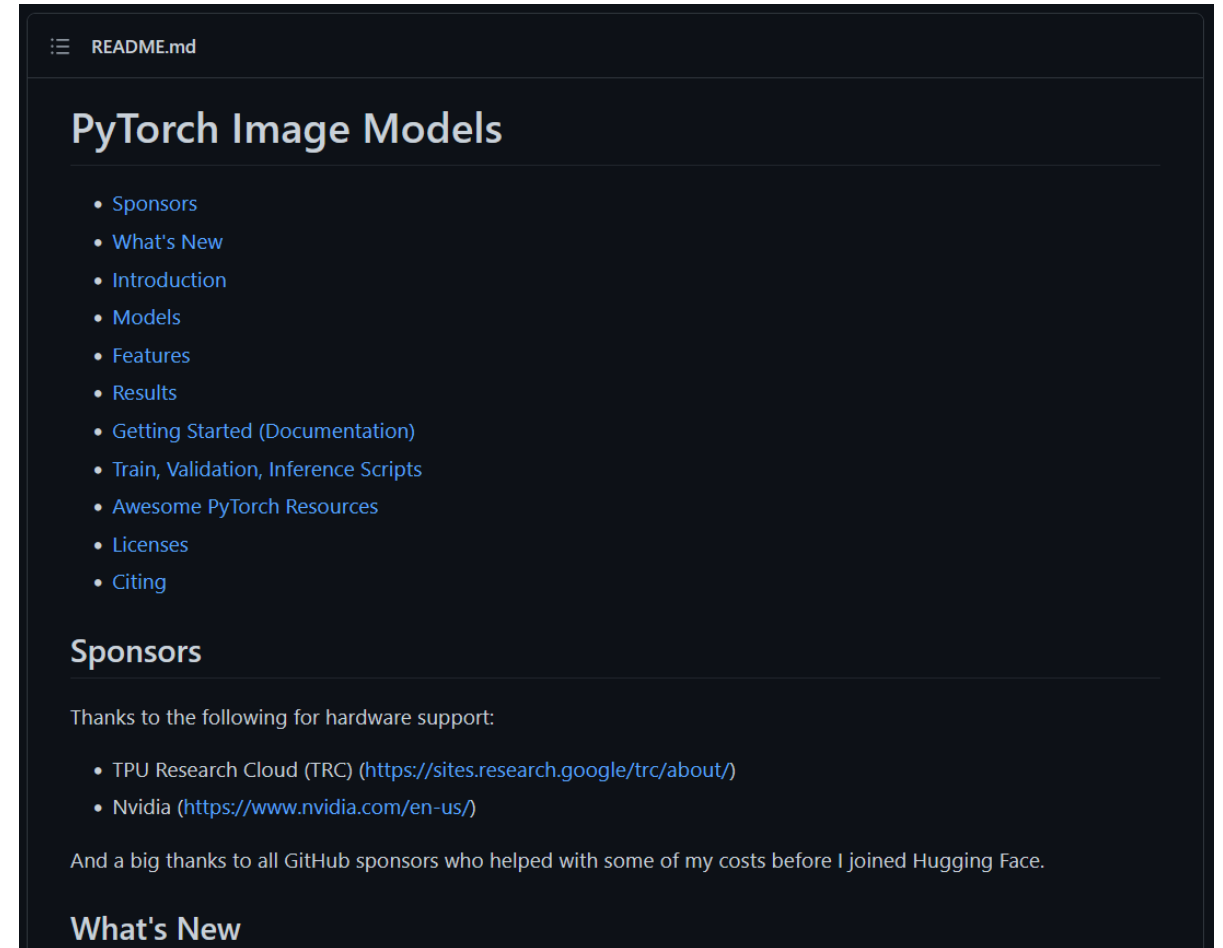 README.md
PyTorch Image Models
Sponsors
What's New
Introduction
Models
Features
Results
Getting Started (Documentation)
Train, Validation, Inference Scripts
Awesome PyTorch Resources
Licenses
Citing
Sponsors
Thanks to the following for hardware support:
TPU Research Cloud (TRC) (https://sites.research.google/trc/about/)
Nvidia (https://www.nvidia.com/en-us/)
And a big thanks to all GitHub sponsors who helped with some of my costs before I joined Hugging Face.
What's New